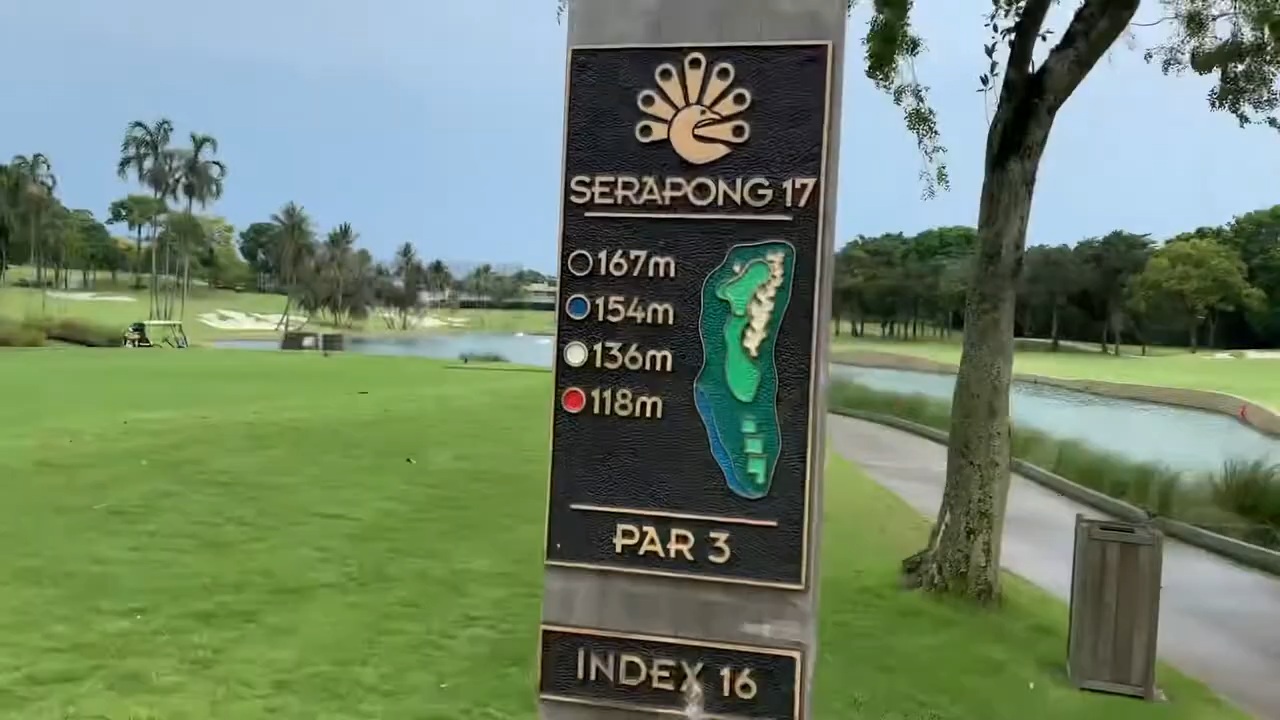 SERAPONG 17
167m
154m
136m
118m
PAR 3
INDEX 16